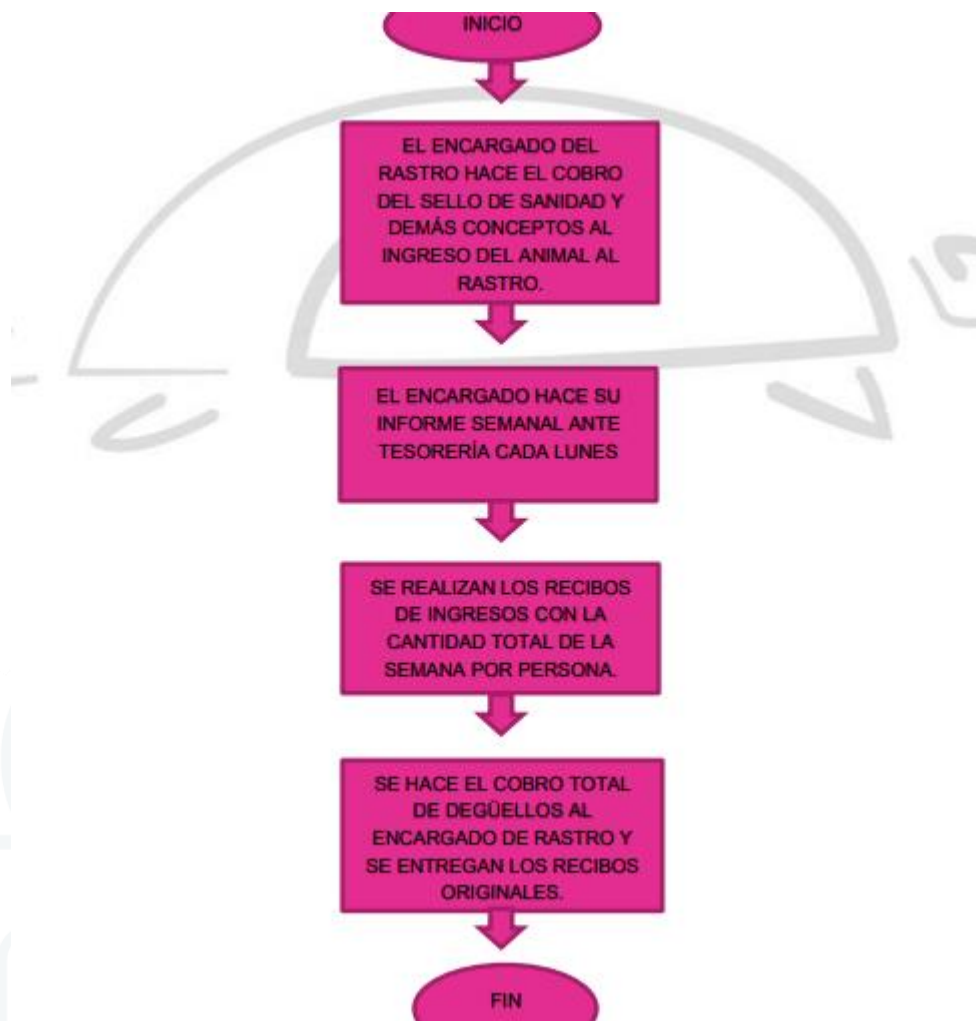 INICIO
EL ENCARGADO DEL
RASTRO HACE EL COBRO
DEL SELLO DE SANIDAD Y
DEMÁS CONCEPTOS AL
INGRESO DEL ANIMAL AL
RASTRO.
EL ENCARGADO HACE SU
INFORME SEMANAL ANTE
TESORERÍA CADA LUNES
SE REALIZAN LOS RECIBOS
DE INGRESOS CON LA
CANTIDAD TOTAL DE LA
SEMANA POR PERSONA.
SE HACE EL COBRO TOTAL
DE DEGÜELLOS AL
ENCARGADO DE RASTRO Y
SE ENTREGAN LOS RECIBOS
ORIGINALES.
FIN